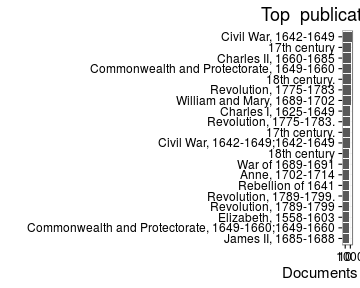 Top publicat
Civil War, 1642-1649
17th century
Charles II, 1660-1685
Commonwealth and Protectorate, 1649-1660
18th century.
Revolution, 1775-1783
William and Mary, 1689-1702
Charles I, 1625-1649
Revolution, 1775-1783.
17th century.
Civil War, 1642-1649;1642-1649
18th century
War of 1689-1691
Anne, 1702-1714
Rebellion of 1641
Revolution, 1789-1799.
Revolution, 1789-1799
Elizabeth, 1558-1603
Commonwealth and Protectorate, 1649-1660;1649-1660
James II, 1685-1688
Documents